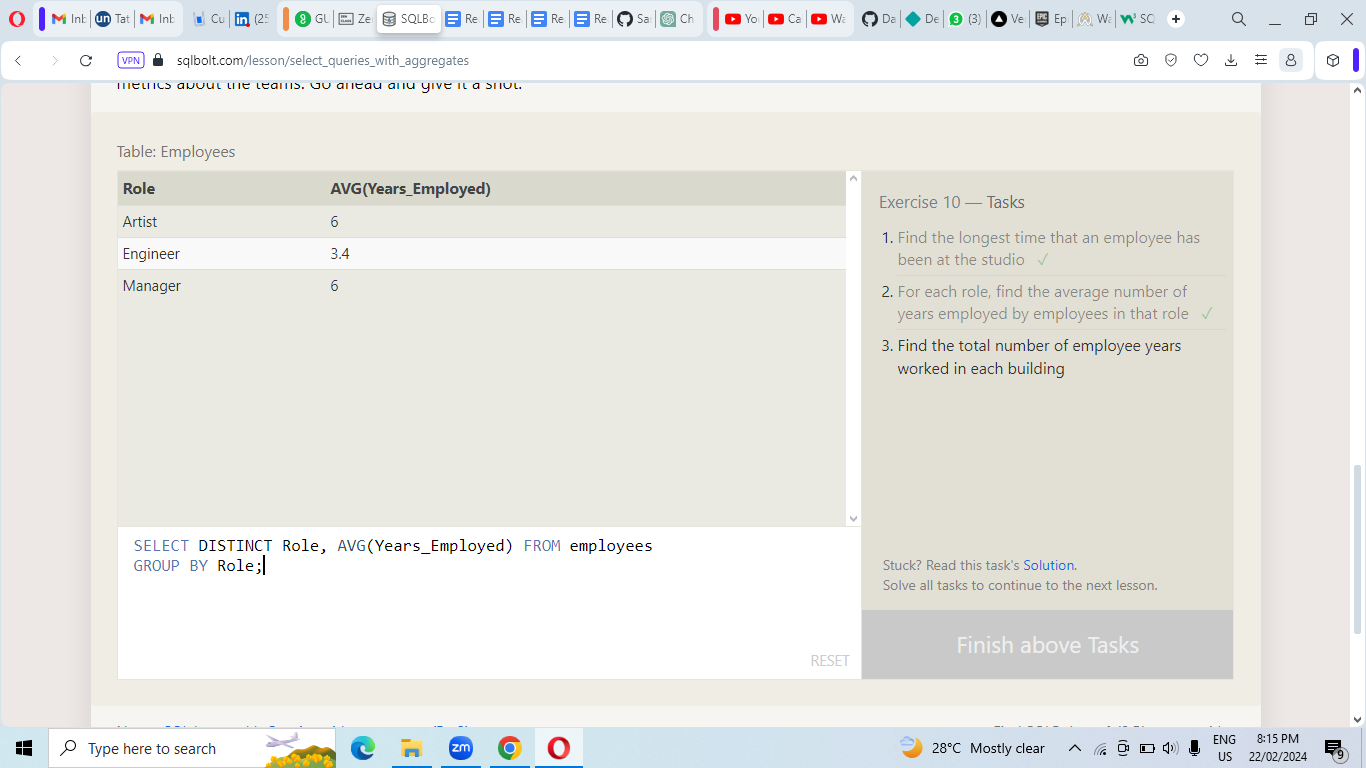 Inb
Tat
Inb
Cu
(25
GU
Ze
SQLBo
Re
Re
Re
Re
Sa
Ch
Yo
Ca
Wa
Da
De
(3)
Ve
Ep
Wa
SC
VPN
sqlbolt.com/lesson/select_queries_with_aggregates
metrics about the teams. Go ahead and give it a shot.
Table: Employees
Role AVG(Years_Employed)
Artist 6
Engineer 3.4
Manager 6
Exercise 10 — Tasks
1. Find the longest time that an employee has
been at the studio ✓
2. For each role, find the average number of
years employed by employees in that role ✓
3. Find the total number of employee years
worked in each building
SELECT DISTINCT Role, AVG(Years_Employed) FROM employees
GROUP BY Role;
RESET
Stuck? Read this task's Solution.
Solve all tasks to continue to the next lesson.
Finish above Tasks
Type here to search
zm
28°C Mostly clear
ENG
US
8:15 PM
22/02/2024
9